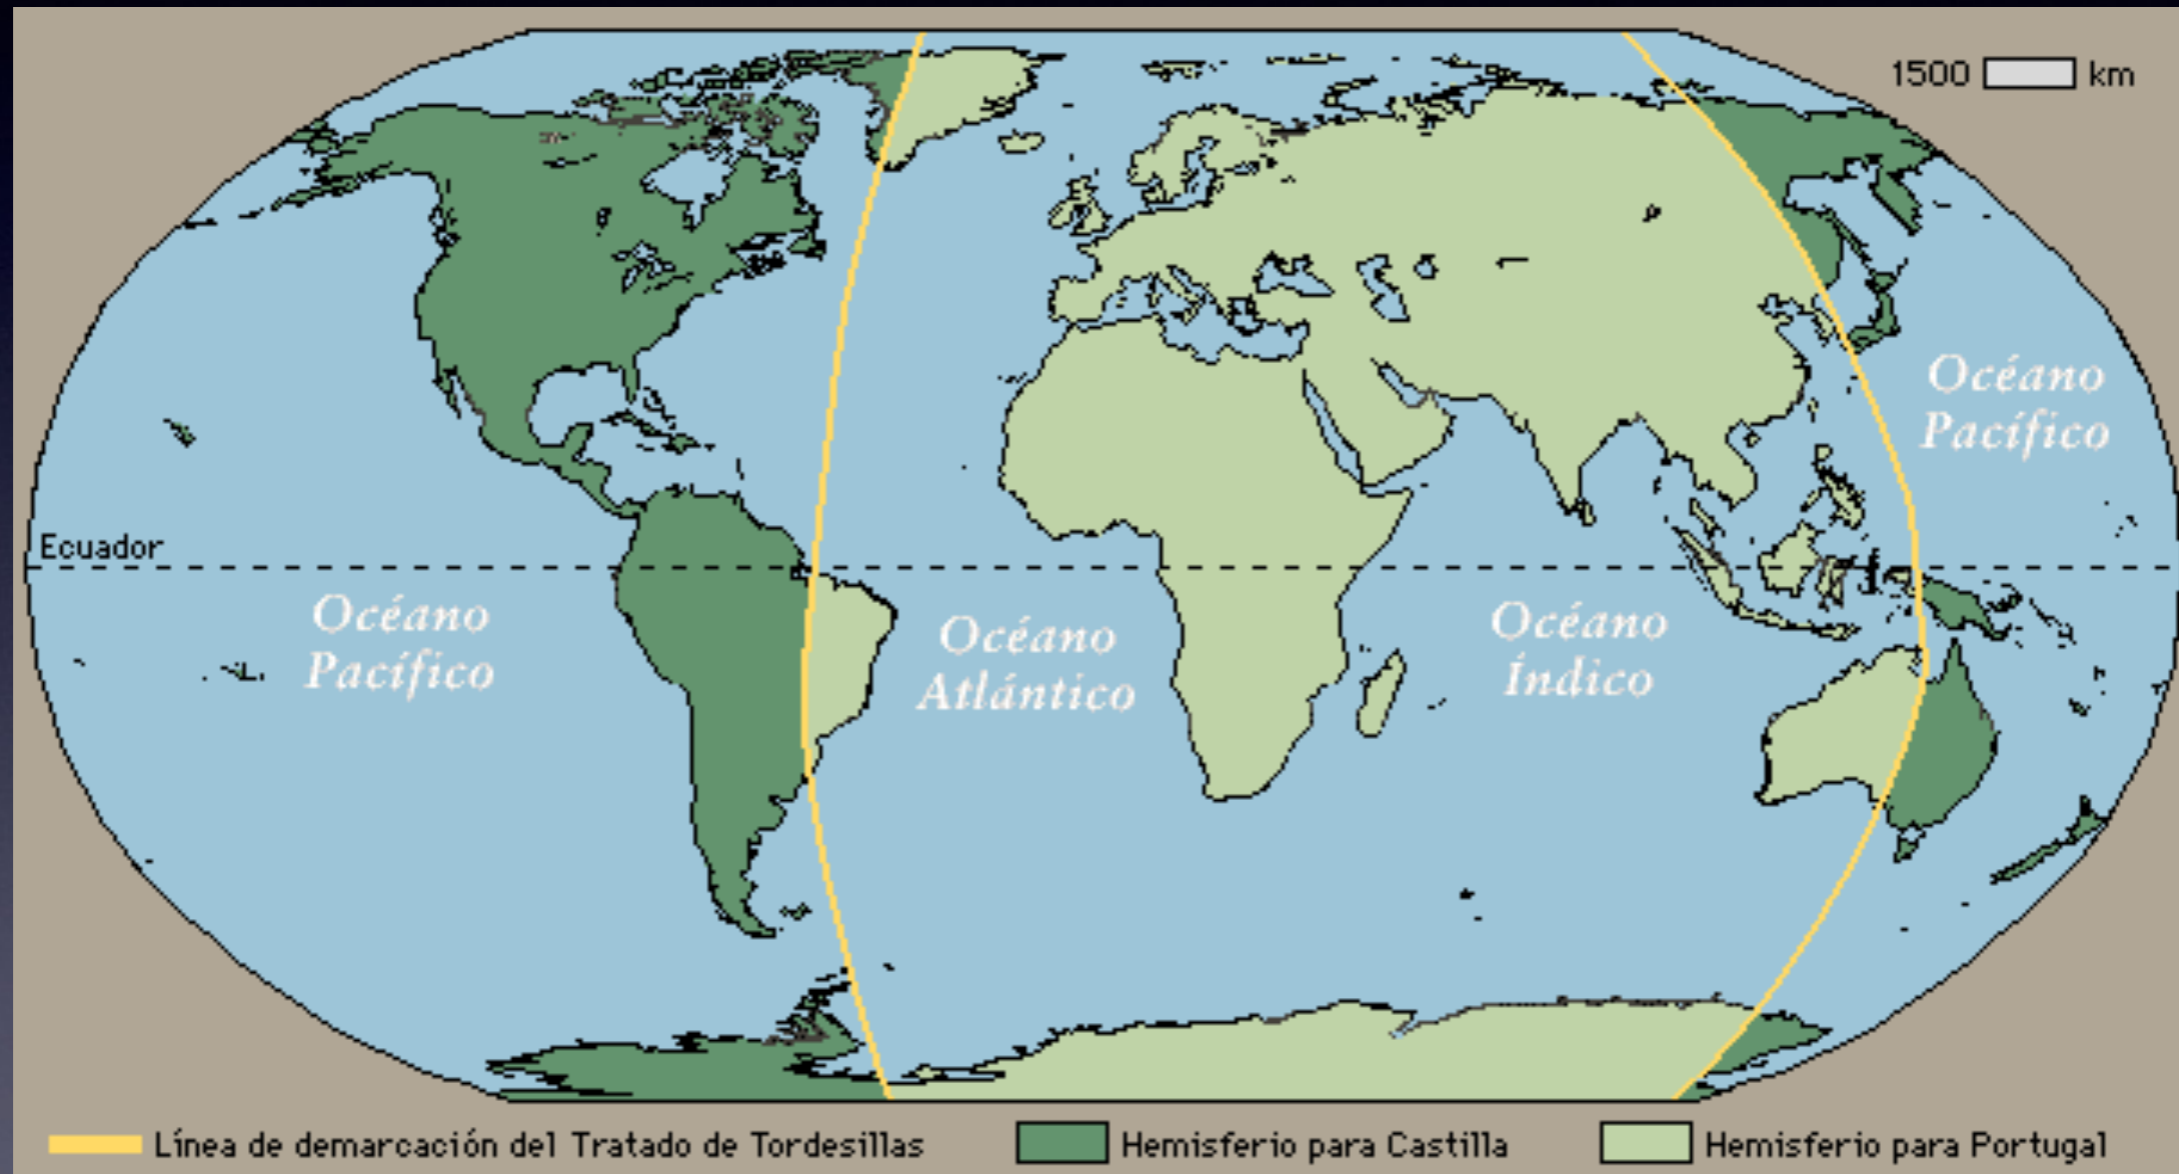 1500 km
Océano
Pacífico
Ecuador
Océano
Pacífico
Océano
Atlántico
Océano
Índico
Línea de demarcación del Tratado de Tordesillas
Hemisferio para Castilla
Hemisferio para Portugal